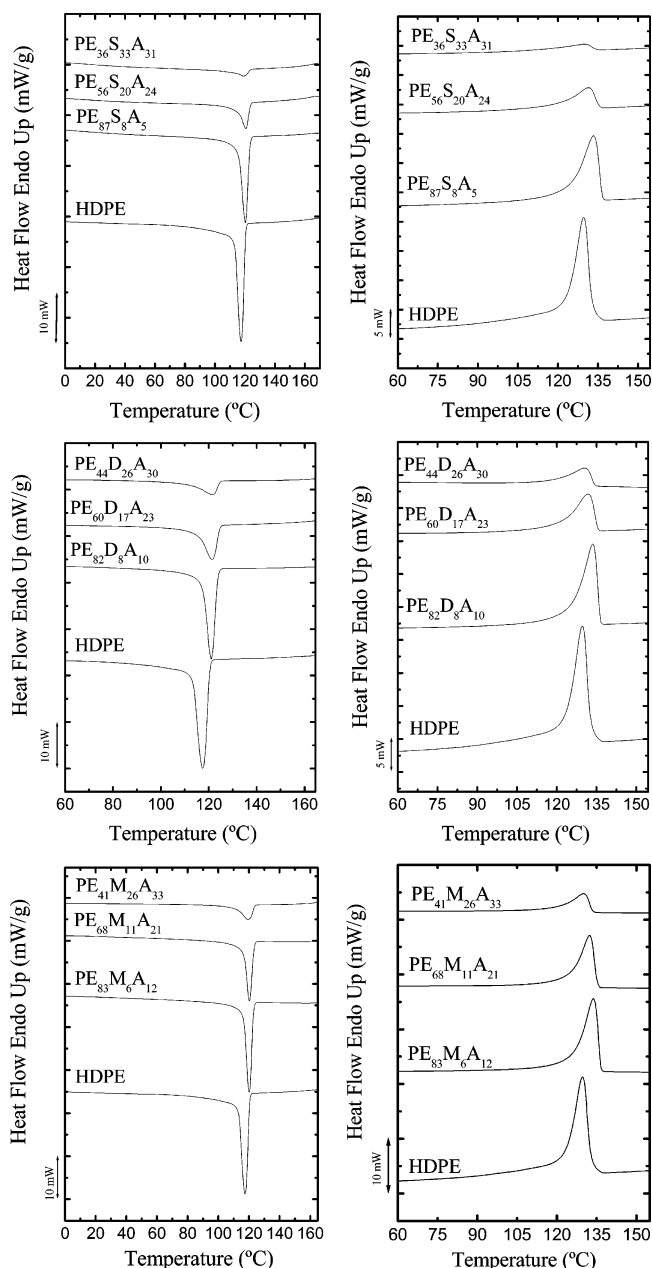 Heat Flow Endo Up (mW/g)
PE₃₆S₃₃A₃₁
PE₅₆S₂₀A₂₄
PE₈₇S₈A₅
HDPE
10 mW
0 20 40 60 80 100 120 140 160
Temperature (ºC)
Heat Flow Endo Up (mW/g)
PE₃₆S₃₃A₃₁
PE₅₆S₂₀A₂₄
PE₈₇S₈A₅
HDPE
5 mW
60 75 90 105 120 135 150
Temperature (ºC)
Heat Flow Endo Up (mW/g)
PE₄₄D₂₆A₃₀
PE₆₀D₁₇A₂₃
PE₈₂D₈A₁₀
HDPE
10 mW
60 80 100 120 140 160
Temperature (ºC)
Heat Flow Endo Up (mW/g)
PE₄₄D₂₆A₃₀
PE₆₀D₁₇A₂₃
PE₈₂D₈A₁₀
HDPE
5 mW
60 75 90 105 120 135 150
Temperature (ºC)
Heat Flow Endo Up (mW/g)
PE₄₁M₂₆A₃₃
PE₆₈M₁₁A₂₁
PE₈₃M₆A₁₂
HDPE
10 mW
0 20 40 60 80 100 120 140 160
Temperature (ºC)
Heat Flow Endo Up (mW/g)
PE₄₁M₂₆A₃₃
PE₆₈M₁₁A₂₁
PE₈₃M₆A₁₂
HDPE
10 mW
60 75 90 105 120 135 150
Temperature (ºC)